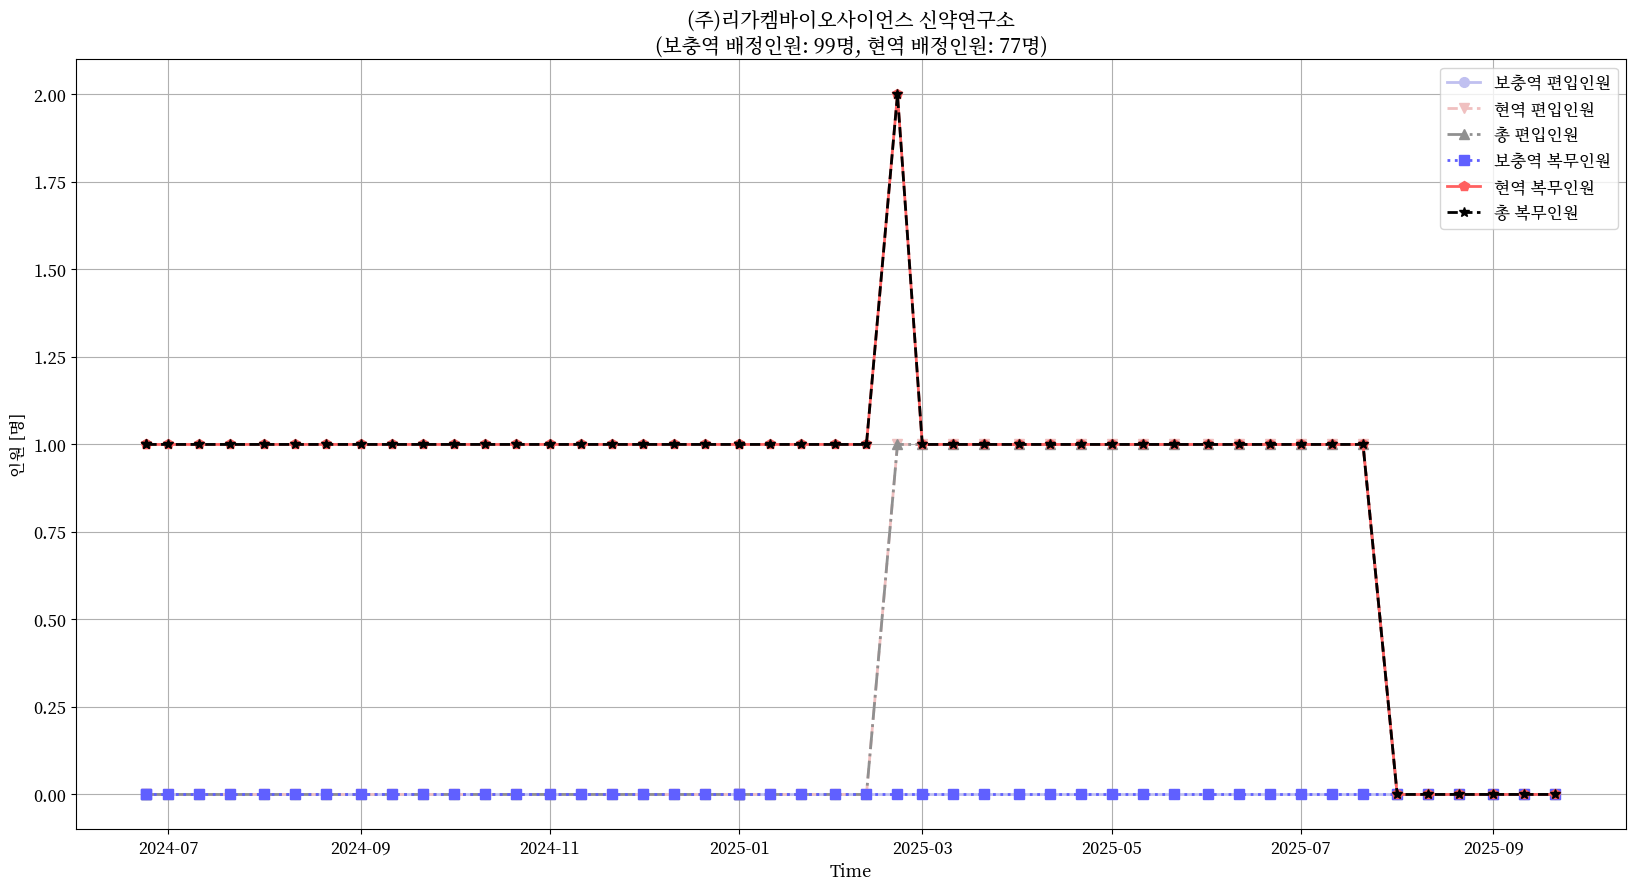 (주)리가켐바이오사이언스 신약연구소
(보충역 배정인원: 99명, 현역 배정인원: 77명)
보충역 편입인원
현역 편입인원
총 편입인원
보충역 복무인원
현역 복무인원
총 복무인원
인원 [명]
2.00
1.75
1.50
1.25
1.00
0.75
0.50
0.25
0.00
2024-07
2024-09
2024-11
2025-01
2025-03
2025-05
2025-07
2025-09
Time